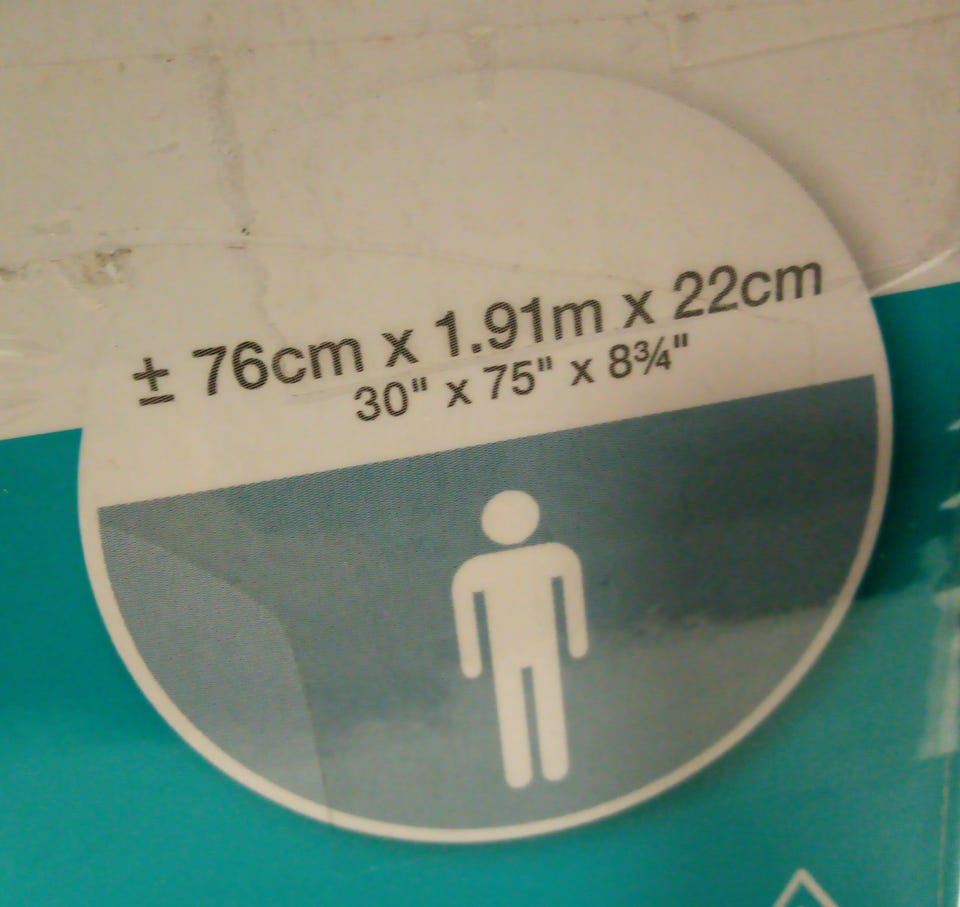 ± 76cm x 1.91m x 22cm
30" x 75" x 8¾"